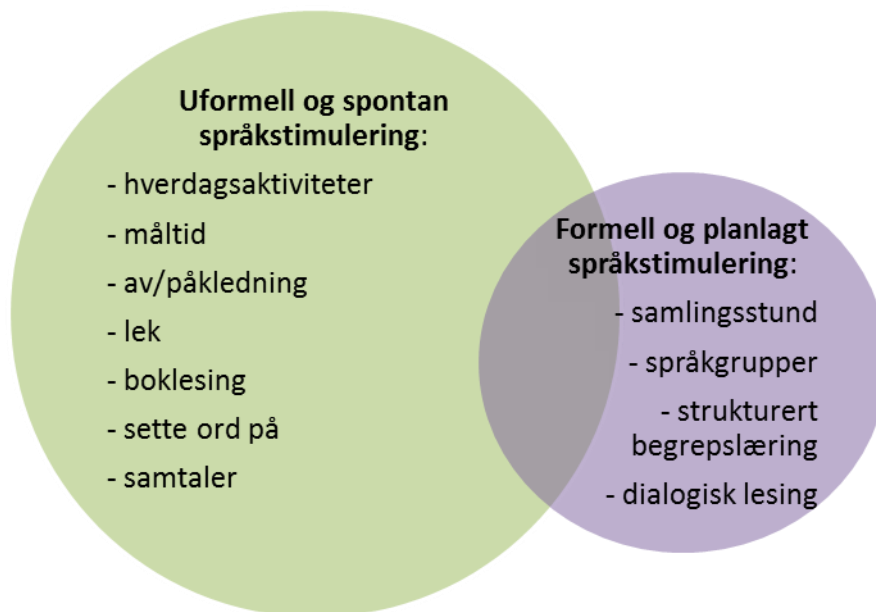 Uformell og spontan
språkstimulering:
- hverdagsaktiviteter
- måltid
- av/påkledning
- lek
- boklesing
- sette ord på
- samtaler
Formell og planlagt
språkstimulering:
- samlingsstund
- språkgrupper
- strukturert
begrepslæring
- dialogisk lesing